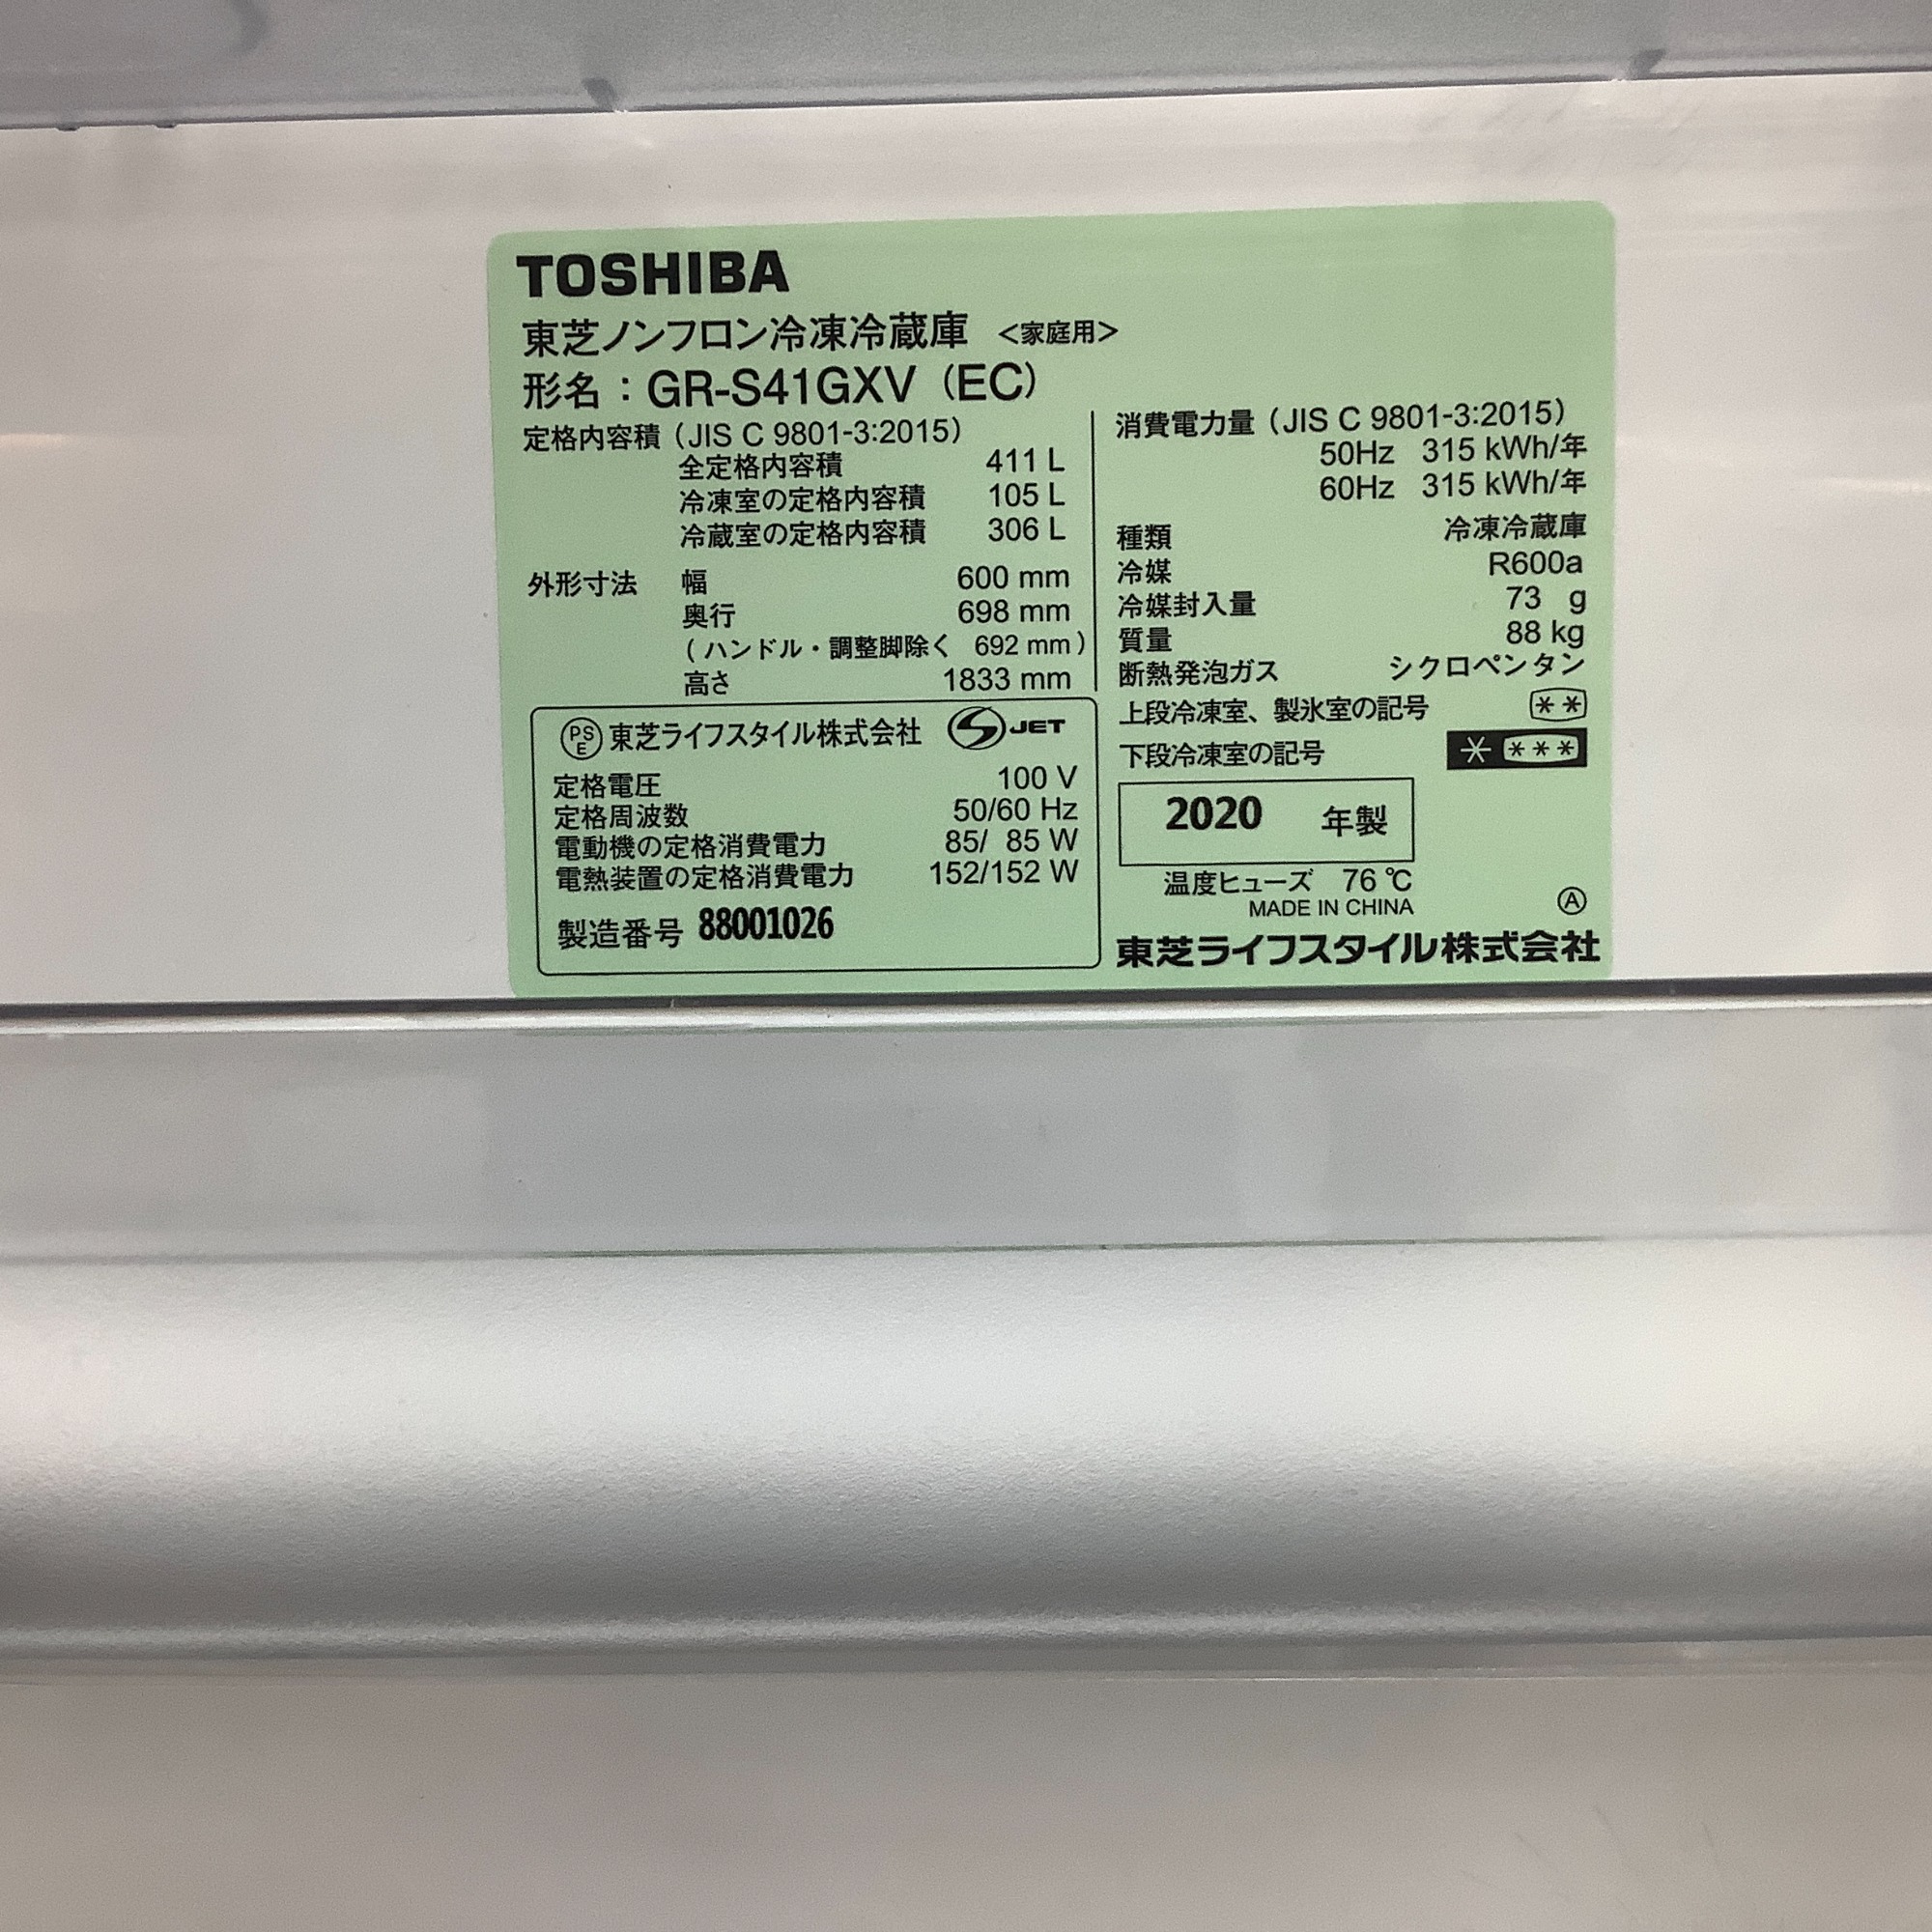 TOSHIBA
東芝ノンフロン冷凍冷蔵庫 <家庭用>
形名：GR-S41GXV (EC)
定格内容積 (JIS C 9801-3:2015)
全定格内容積 411 L
冷凍室の定格内容積 105 L
冷蔵室の定格内容積 306 L
外形寸法 幅 600 mm
奥行 698 mm
(ハンドル・調整脚除く 692 mm)
高さ 1833 mm
PS E 東芝ライフスタイル株式会社 S JET
定格電圧 100 V
定格周波数 50/60 Hz
電動機の定格消費電力 85/ 85 W
電熱装置の定格消費電力 152/152 W
製造番号 88001026
消費電力量 (JIS C 9801-3:2015)
50Hz 315 kWh/年
60Hz 315 kWh/年
種類 冷凍冷蔵庫
冷媒 R600a
冷媒封入量 73 g
質量 88 kg
断熱発泡ガス シクロペンタン
上段冷凍室、製氷室の記号 **
下段冷凍室の記号 * ***
2020 年製
温度ヒューズ 76 ℃
MADE IN CHINA Ⓐ
東芝ライフスタイル株式会社